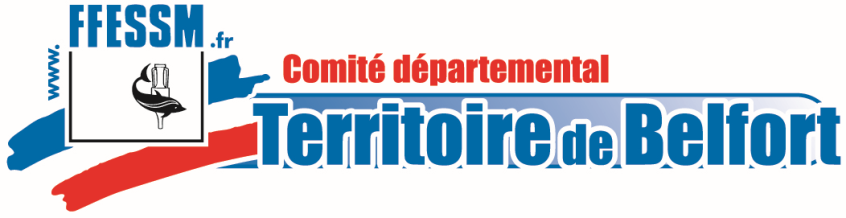 www.FFESSM.fr
Comité départemental
Territoire de Belfort